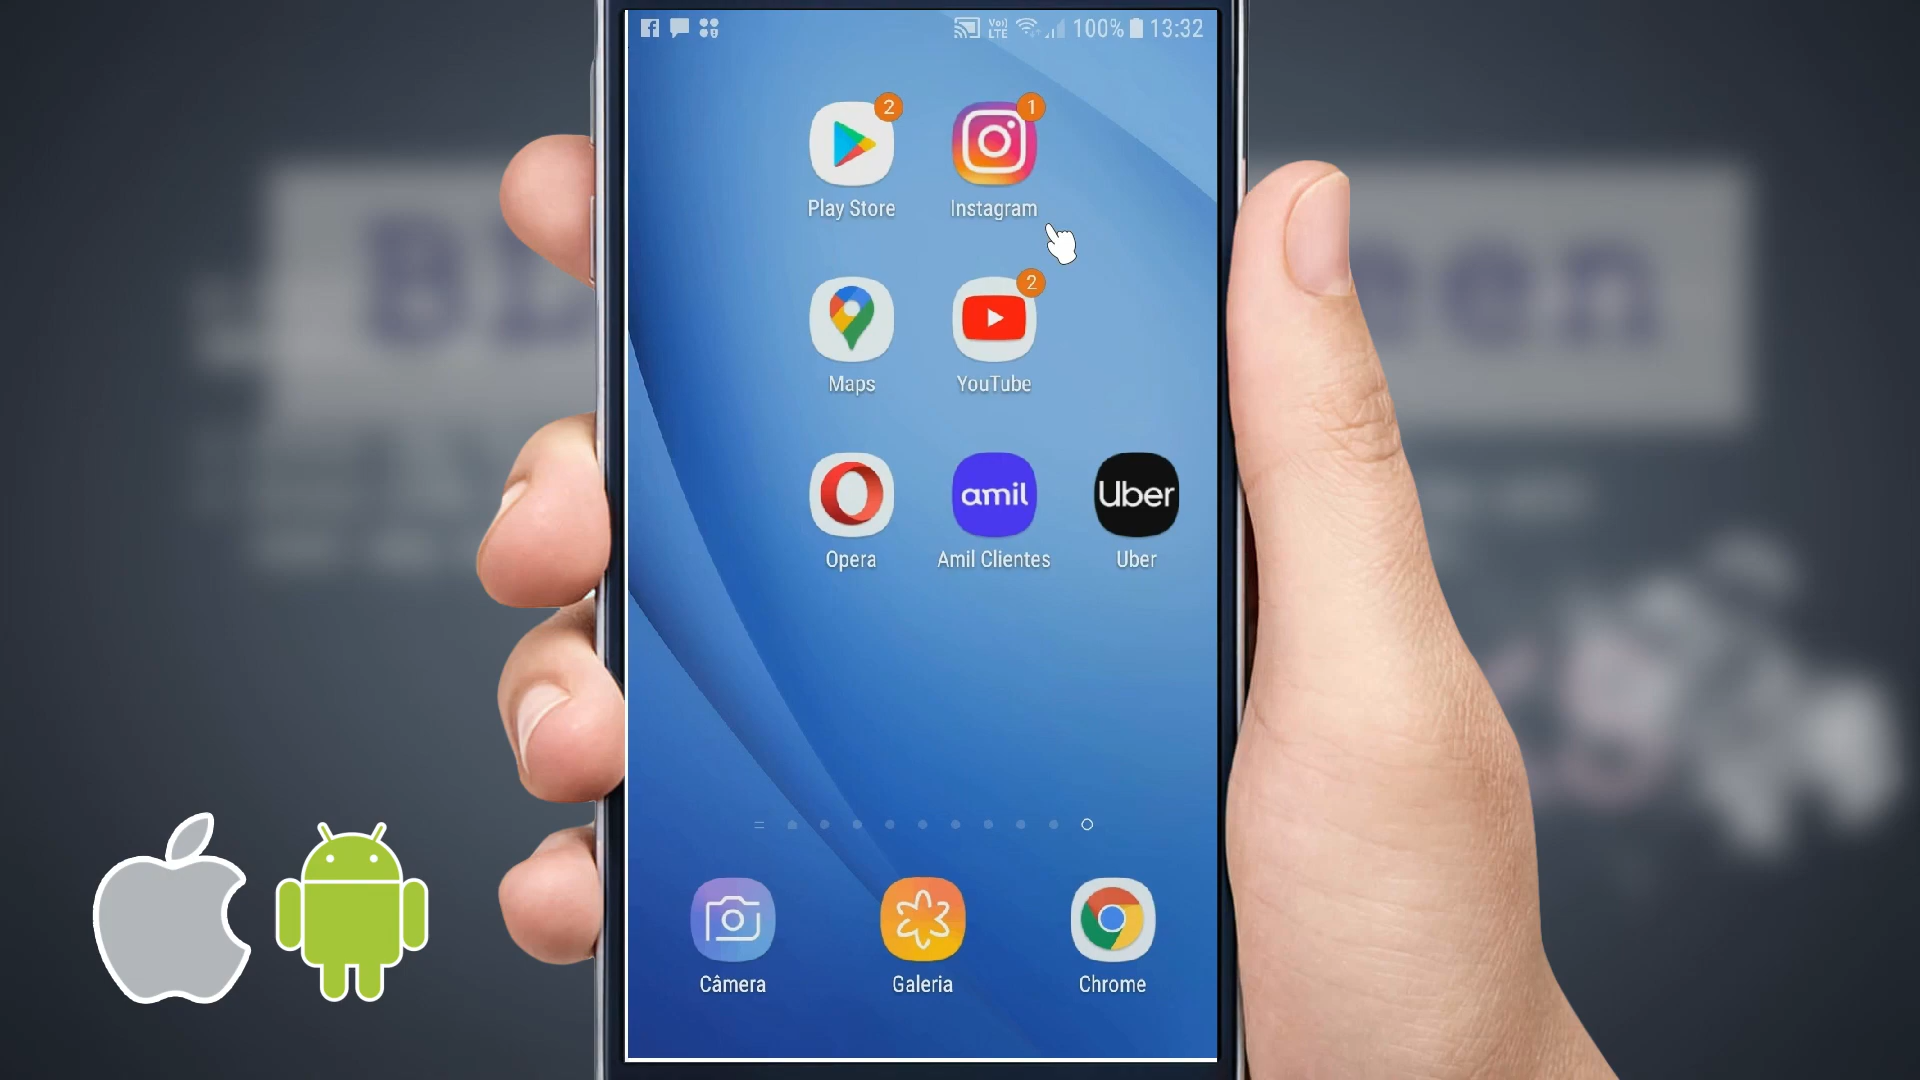 VoLTE 100% 13:32
2
1
Play Store
Instagram
2
Maps
YouTube
amil
Uber
Opera
Amil Clientes
Uber
Câmera
Galeria
Chrome